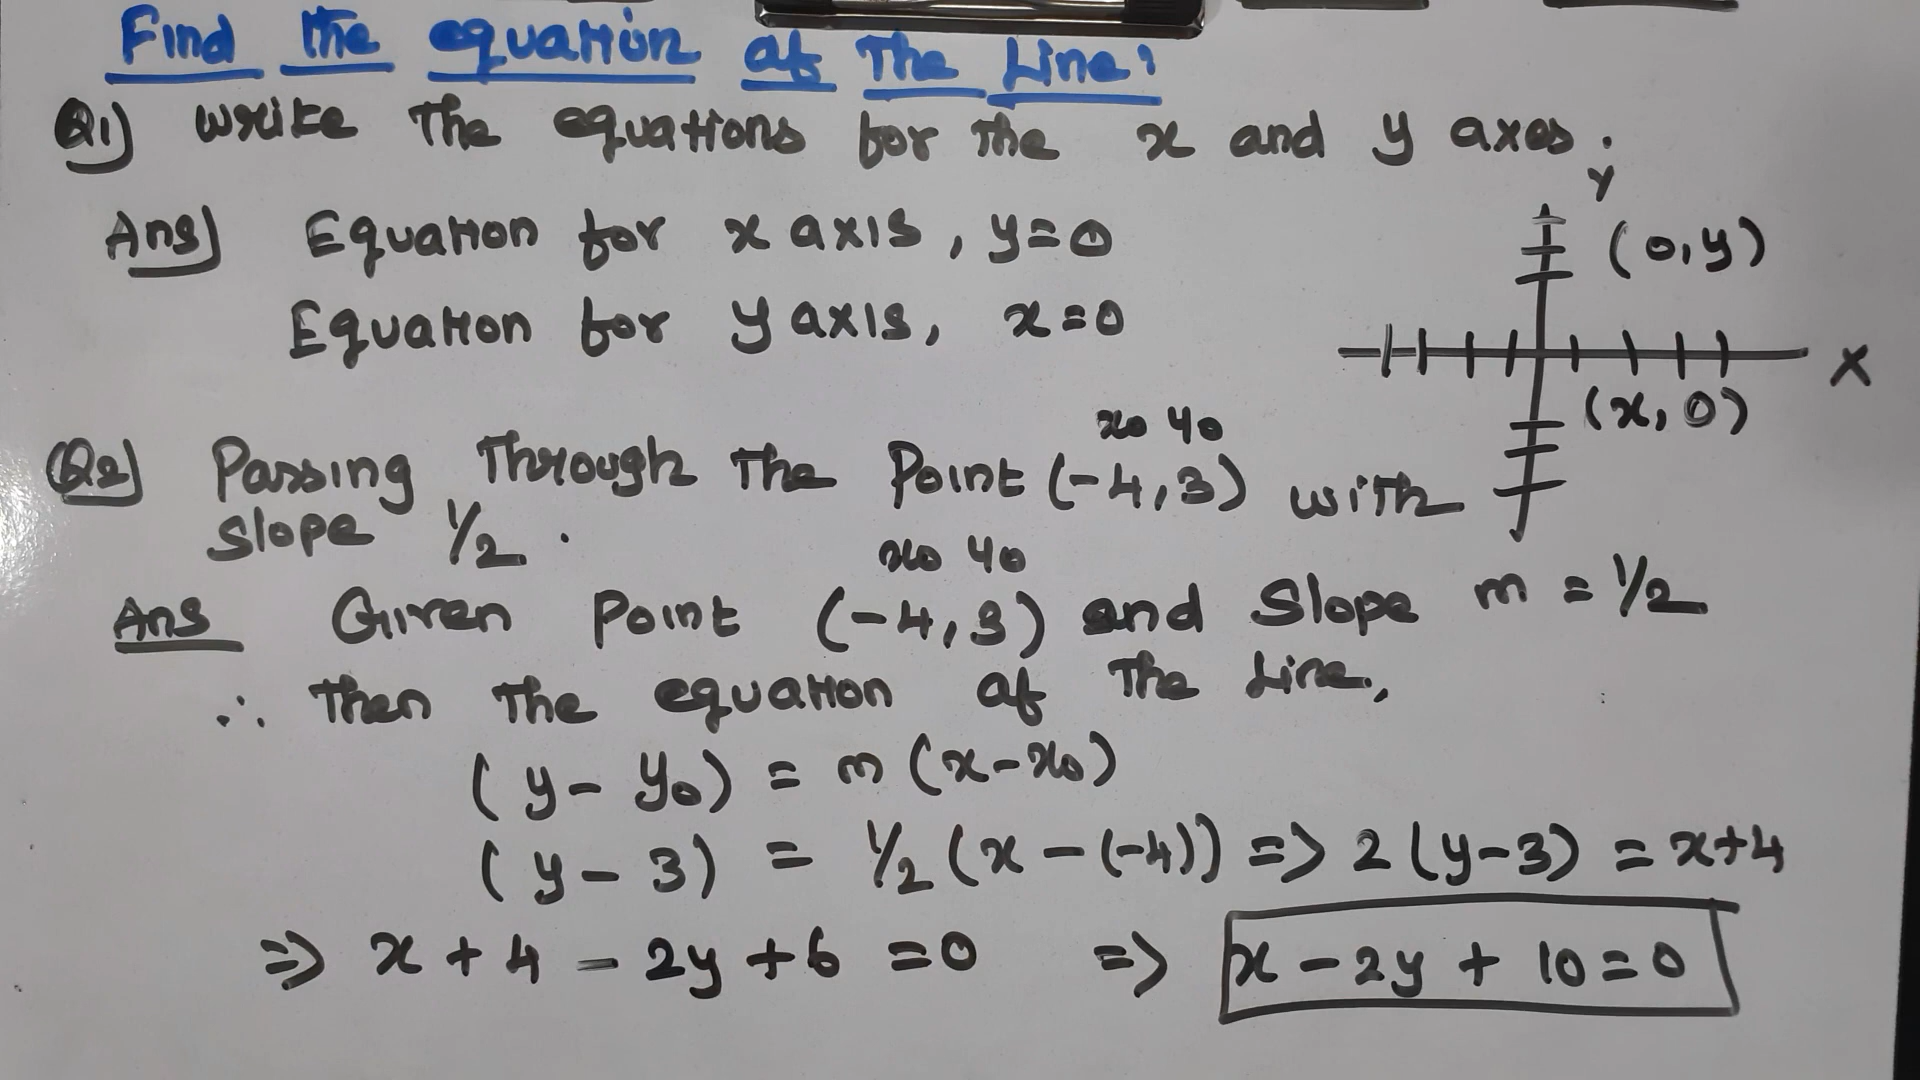 Find the equation of the Line:
Q1) Write the equations for the x and y axes.
Y
Ans) Equation for x axis, y=0
(0,y)
Equation for y axis, x=0
X
(x,0)
x₀ y₀
Q2) Passing Through The Point (-4,3) with
slope 1/2.
x₀ y₀
Ans Given Point (-4,3) and Slope m = 1/2
∴ Then The equation of The Line,
(y-y₀) = m(x-x₀)
(y-3) = 1/2(x-(-4)) => 2(y-3) = x+4
=> x+4-2y+6=0 => x-2y+10=0